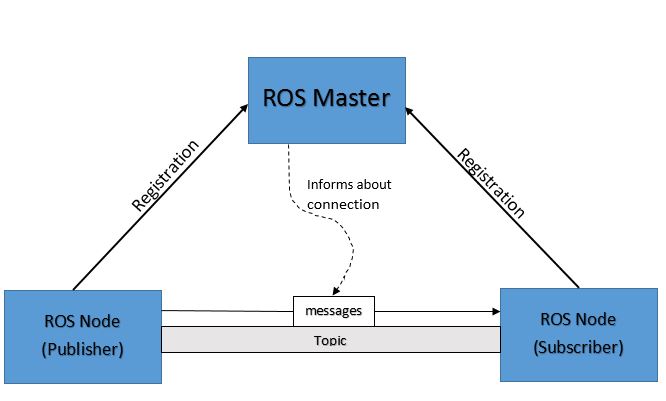 ROS Master
Registration
Registration
Informs about
connection
messages
Topic
ROS Node
(Publisher)
ROS Node
(Subscriber)